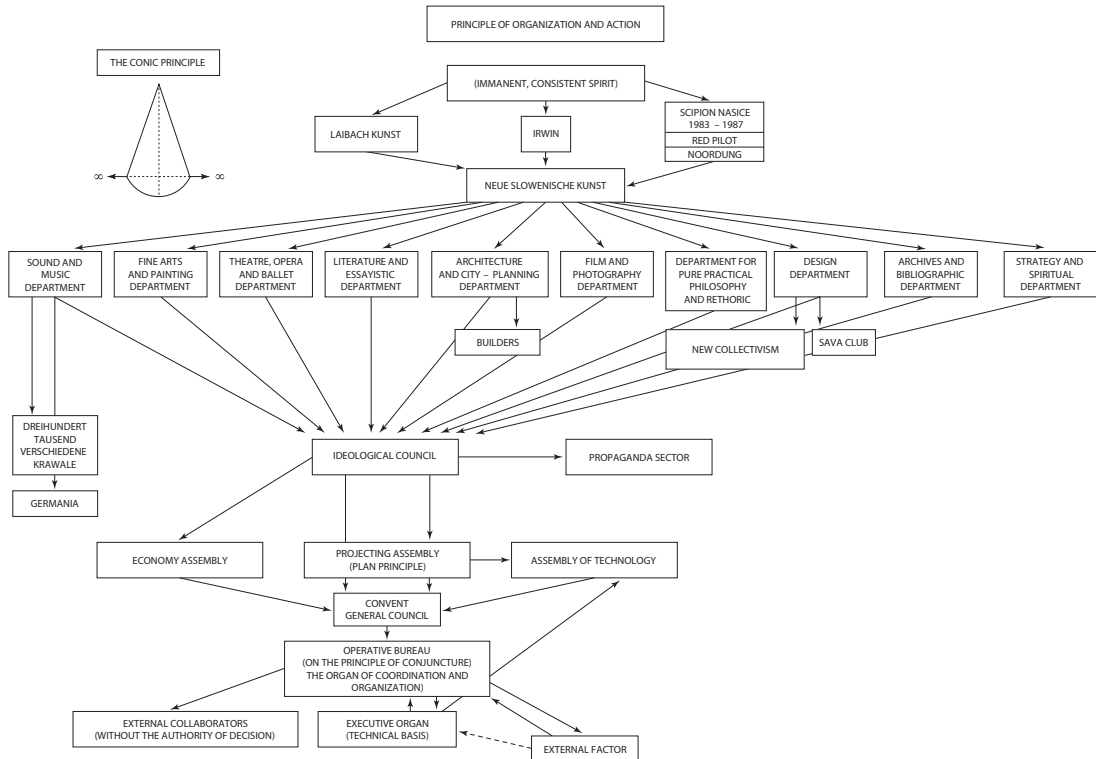 PRINCIPLE OF ORGANIZATION AND ACTION
THE CONIC PRINCIPLE
∞
∞
(IMMANENT, CONSISTENT SPIRIT)
LAIBACH KUNST
IRWIN
SCIPION NASICE
1983 – 1987
RED PILOT
NOORDUNG
NEUE SLOWENISCHE KUNST
SOUND AND
MUSIC
DEPARTMENT
FINE ARTS
AND PAINTING
DEPARTMENT
THEATRE, OPERA
AND BALLET
DEPARTMENT
LITERATURE AND
ESSAYISTIC
DEPARTMENT
ARCHITECTURE
AND CITY – PLANNING
DEPARTMENT
FILM AND
PHOTOGRAPHY
DEPARTMENT
DEPARTMENT FOR
PURE PRACTICAL
PHILOSOPHY
AND RETHORIC
DESIGN
DEPARTMENT
ARCHIVES AND
BIBLIOGRAPHIC
DEPARTMENT
STRATEGY AND
SPIRITUAL
DEPARTMENT
BUILDERS
NEW COLLECTIVISM
SAVA CLUB
DREIHUNDERT
TAUSEND
VERSCHIEDENE
KRAWALE
GERMANIA
IDEOLOGICAL COUNCIL
PROPAGANDA SECTOR
ECONOMY ASSEMBLY
PROJECTING ASSEMBLY
(PLAN PRINCIPLE)
ASSEMBLY OF TECHNOLOGY
CONVENT
GENERAL COUNCIL
OPERATIVE BUREAU
(ON THE PRINCIPLE OF CONJUNCTURE)
THE ORGAN OF COORDINATION AND
ORGANIZATION)
EXTERNAL COLLABORATORS
(WITHOUT THE AUTHORITY OF DECISION)
EXECUTIVE ORGAN
(TECHNICAL BASIS)
EXTERNAL FACTOR